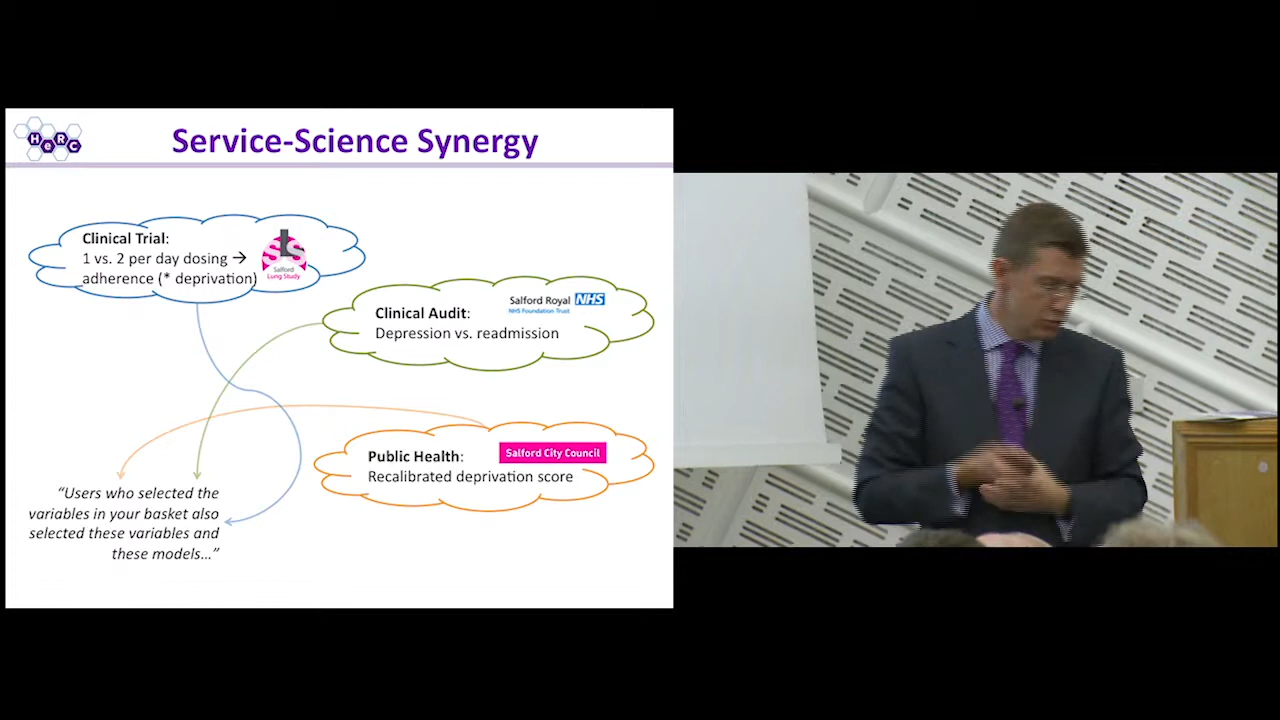 HeRC
Service-Science Synergy
Clinical Trial:
1 vs. 2 per day dosing →
adherence (* deprivation)
SLS
Salford
Lung Study
Clinical Audit:
Salford Royal NHS
NHS Foundation Trust
Depression vs. readmission
Public Health:
Salford City Council
Recalibrated deprivation score
“Users who selected the
variables in your basket also
selected these variables and
these models…”